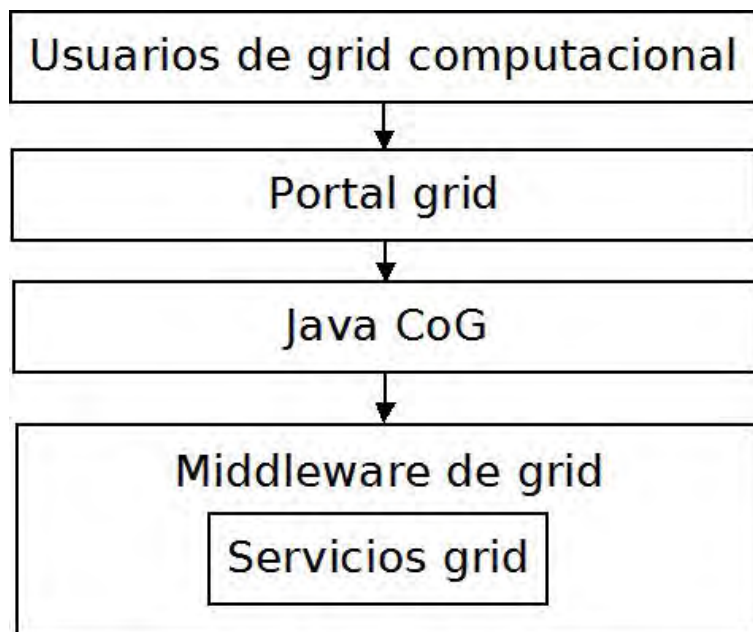 Usuarios de grid computacional
Portal grid
Java CoG
Middleware de grid
Servicios grid